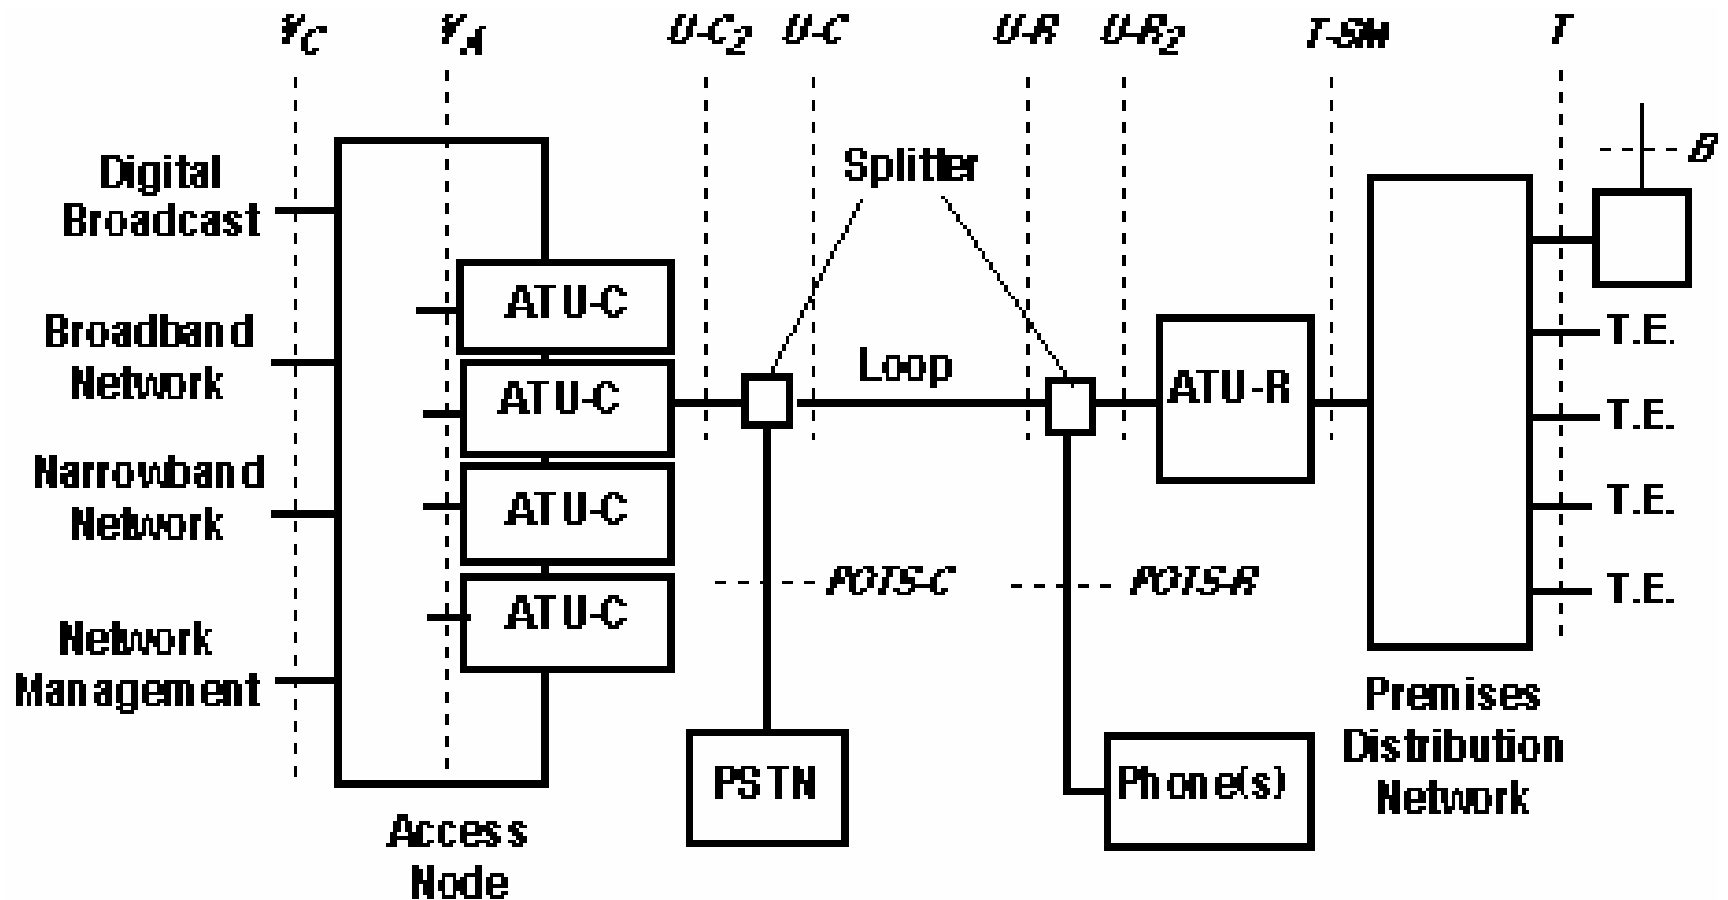 V_C V_A U-C_2 U-C U-R U-R_2 T-SM T
B
Splitter
Digital
Broadcast
ATU-C
Broadband
Network
ATU-C
Loop
ATU-R
T.E.
T.E.
Narrowband
Network
ATU-C
T.E.
POTS-C
POTS-R
T.E.
ATU-C
Network
Management
PSTN
Phone(s)
Premises
Distribution
Network
Access
Node